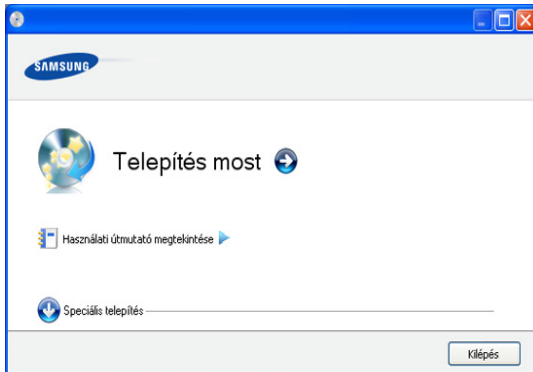 SAMSUNG
Telepítés most
Használati útmutató megtekintése
Speciális telepítés
Kilépés